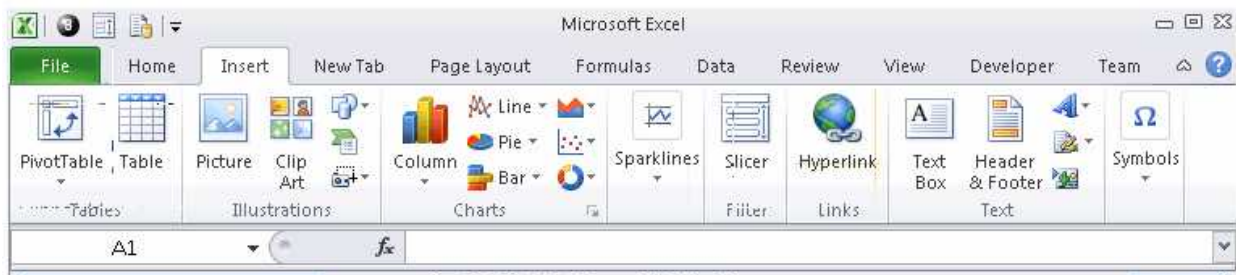 Microsoft Excel
File Home Insert New Tab Page Layout Formulas Data Review View Developer Team
PivotTable Table Picture Clip Art Column Line Pie Bar Sparklines Slicer Hyperlink Text Box Header & Footer Symbols
Tables Illustrations Charts Filter Links Text
A1 fx